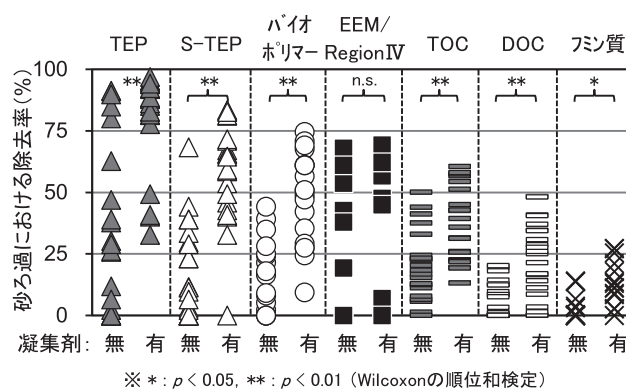 バイオ EEM/
TEP S-TEP ポリマー RegionⅣ TOC DOC フミン質
砂ろ過における除去率(%)
100
** ** ** n.s. ** ** *
75
50
25
0
凝集剤: 無 有 無 有 無 有 無 有 無 有 無 有 無 有
※ *: p < 0.05, **: p < 0.01 (Wilcoxonの順位和検定)